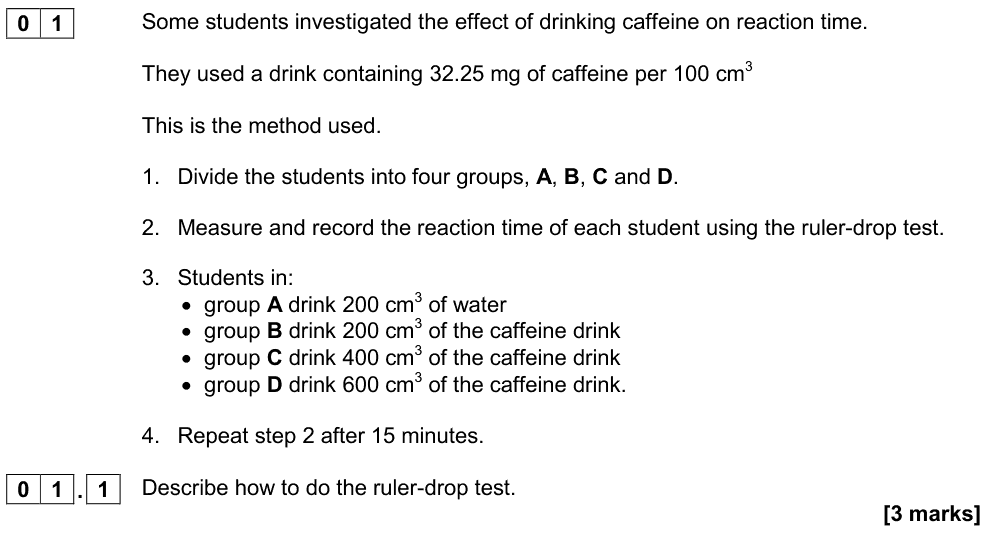 0 1 Some students investigated the effect of drinking caffeine on reaction time.
They used a drink containing 32.25 mg of caffeine per 100 cm³
This is the method used.
1. Divide the students into four groups, A, B, C and D.
2. Measure and record the reaction time of each student using the ruler-drop test.
3. Students in:
• group A drink 200 cm³ of water
• group B drink 200 cm³ of the caffeine drink
• group C drink 400 cm³ of the caffeine drink
• group D drink 600 cm³ of the caffeine drink.
4. Repeat step 2 after 15 minutes.
0 1 . 1 Describe how to do the ruler-drop test.
[3 marks]